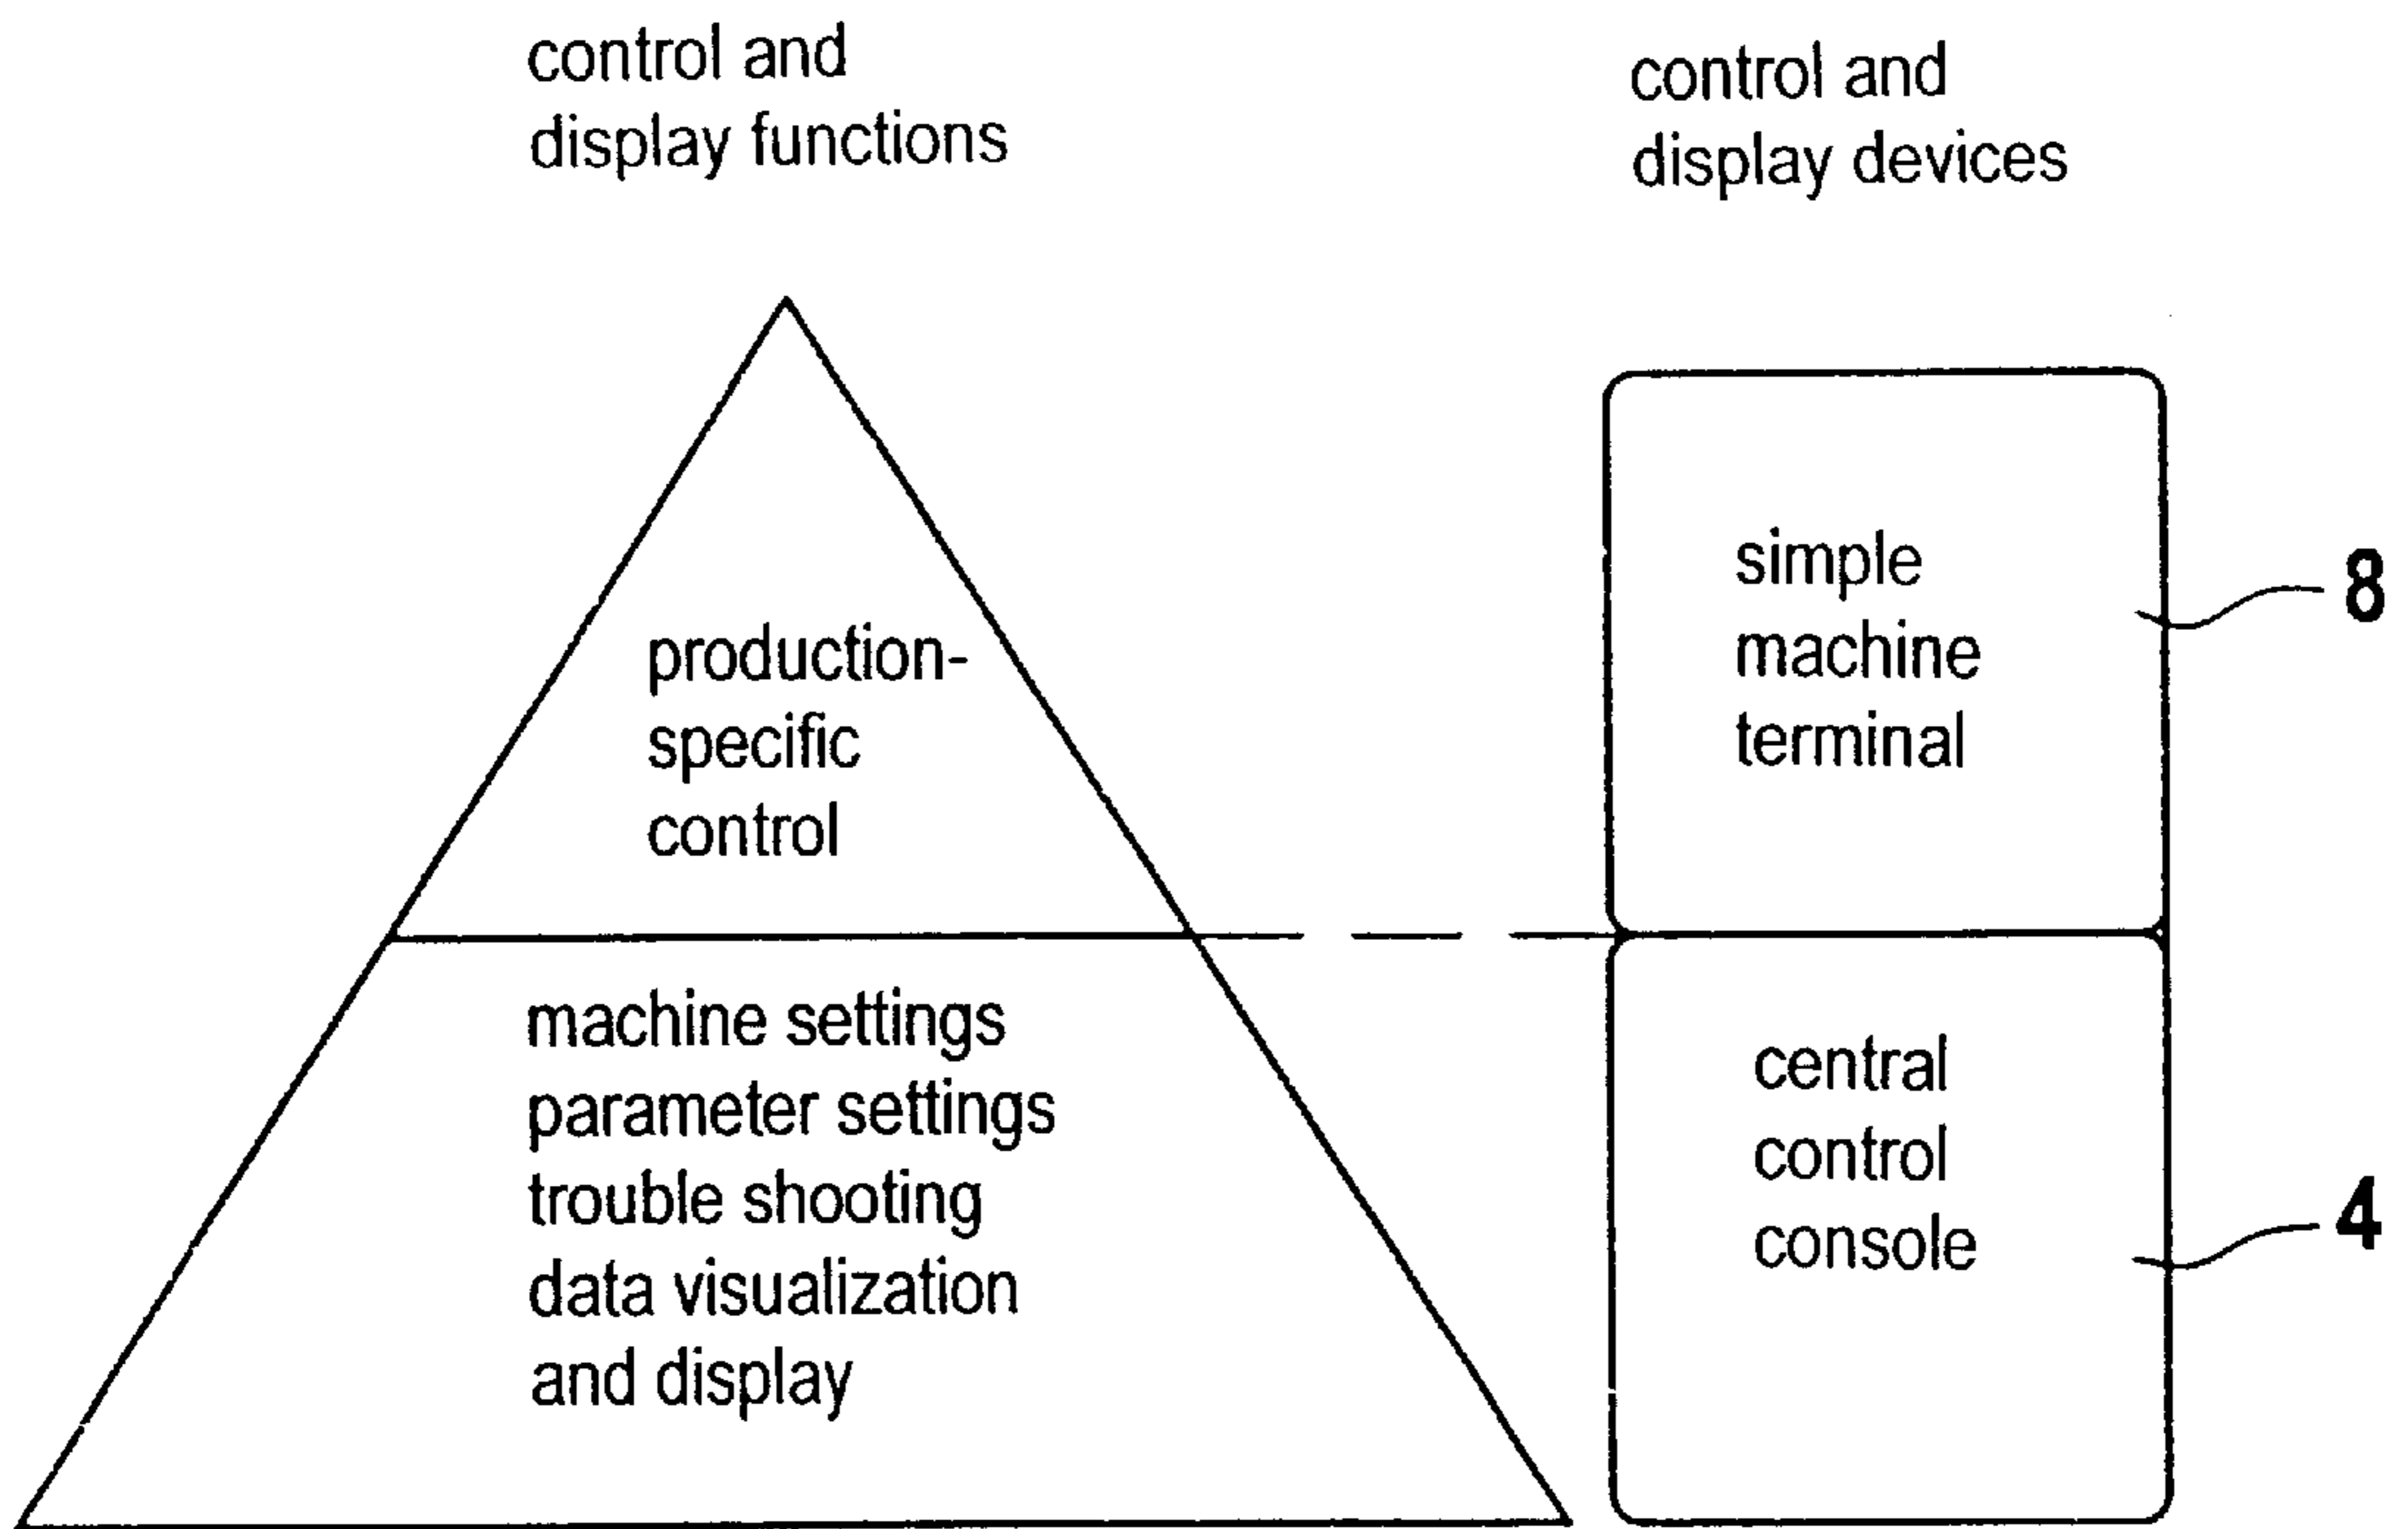 control and
display functions
control and
display devices
production-
specific
control
simple
machine
terminal
8
machine settings
parameter settings
trouble shooting
data visualization
and display
central
control
console
4